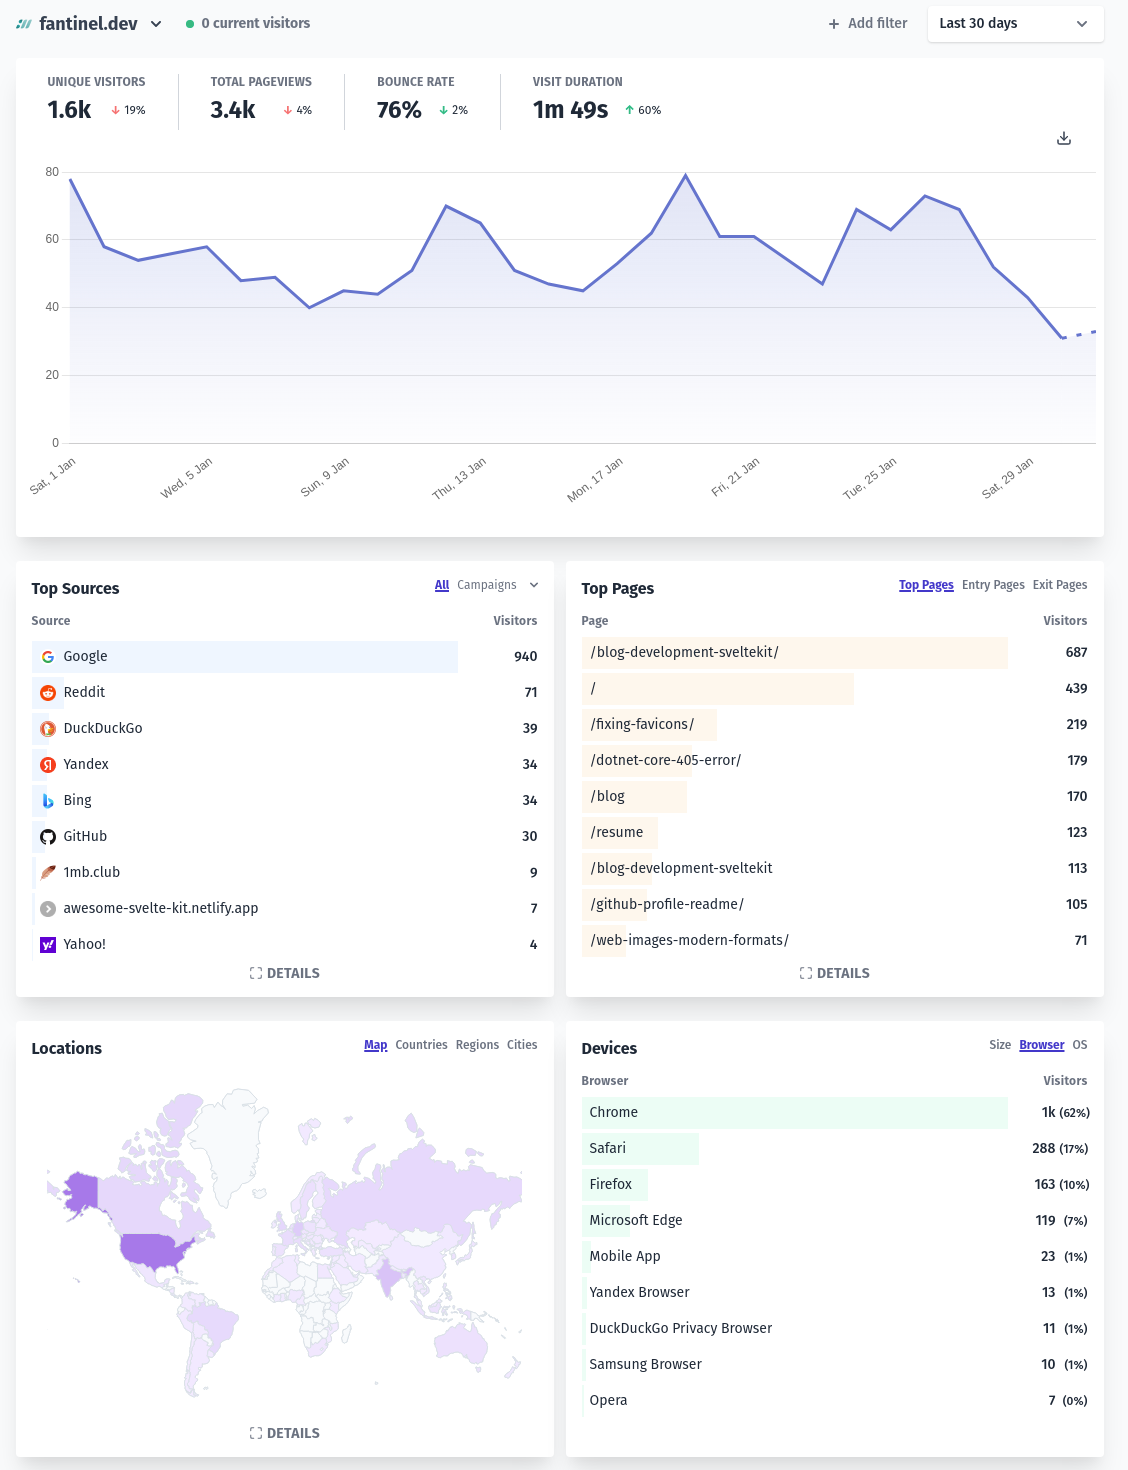 fantinel.dev 0 current visitors Add filter Last 30 days
UNIQUE VISITORS TOTAL PAGEVIEWS BOUNCE RATE VISIT DURATION
1.6k ↓ 19% 3.4k ↓ 4% 76% ↓ 2% 1m 49s ↑ 60%
80
60
40
20
0
Sat, 1 Jan Wed, 5 Jan Sun, 9 Jan Thu, 13 Jan Mon, 17 Jan Fri, 21 Jan Tue, 25 Jan Sat, 29 Jan
Top Sources All Campaigns
Source Visitors
Google 940
Reddit 71
DuckDuckGo 39
Yandex 34
Bing 34
GitHub 30
1mb.club 9
awesome-svelte-kit.netlify.app 7
Yahoo! 4
DETAILS
Top Pages Top Pages Entry Pages Exit Pages
Page Visitors
/blog-development-sveltekit/ 687
/ 439
/fixing-favicons/ 219
/dotnet-core-405-error/ 179
/blog 170
/resume 123
/blog-development-sveltekit 113
/github-profile-readme/ 105
/web-images-modern-formats/ 71
DETAILS
Locations Map Countries Regions Cities
DETAILS
Devices Size Browser OS
Browser Visitors
Chrome 1k (62%)
Safari 288 (17%)
Firefox 163 (10%)
Microsoft Edge 119 (7%)
Mobile App 23 (1%)
Yandex Browser 13 (1%)
DuckDuckGo Privacy Browser 11 (1%)
Samsung Browser 10 (1%)
Opera 7 (0%)